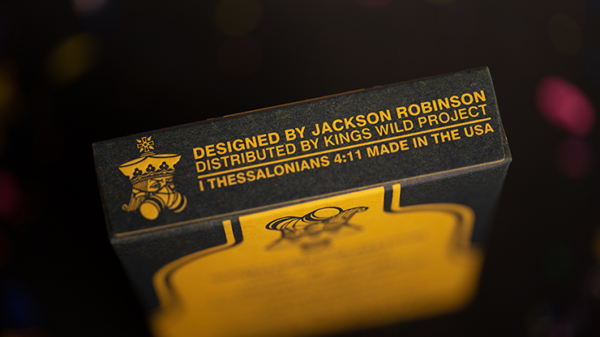 DESIGNED BY JACKSON ROBINSON
DISTRIBUTED BY KINGS WILD PROJECT
I THESSALONIANS 4:11 MADE IN THE USA